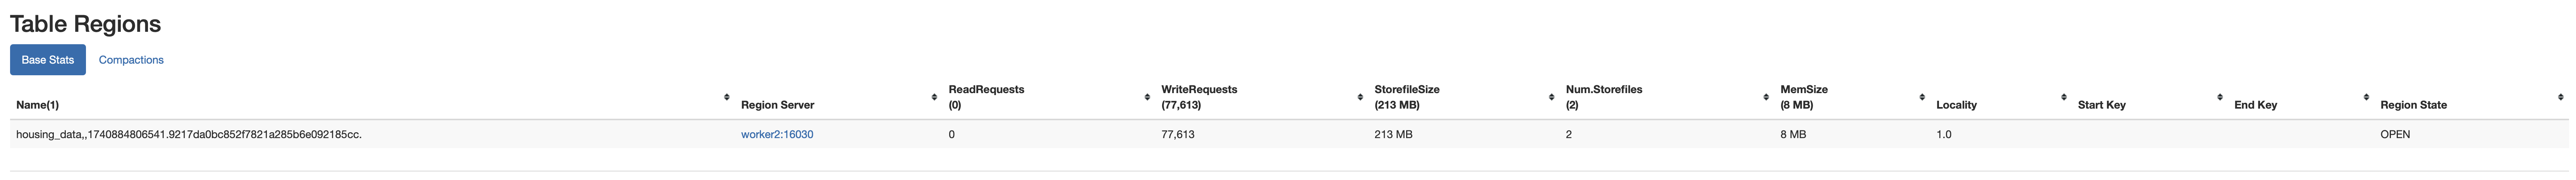 Table Regions
Base Stats Compactions
Name(1) Region Server ReadRequests (0) WriteRequests (77,613) StorefileSize (213 MB) Num.Storefiles (2) MemSize (8 MB) Locality Start Key End Key Region State
housing_data,,1740884806541.9217da0bc852f7821a285b6e092185cc. worker2:16030 0 77,613 213 MB 2 8 MB 1.0 OPEN